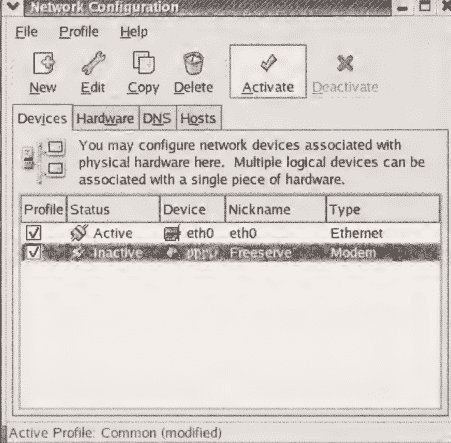 Network Configuration
File Profile Help
New Edit Copy Delete Activate Deactivate
Devices Hardware DNS Hosts
You may configure network devices associated with
physical hardware here. Multiple logical devices can be
associated with a single piece of hardware.
Profile Status Device Nickname Type
Active eth0 eth0 Ethernet
Inactive ppp0 Freeserve Modem
Active Profile: Common (modified)